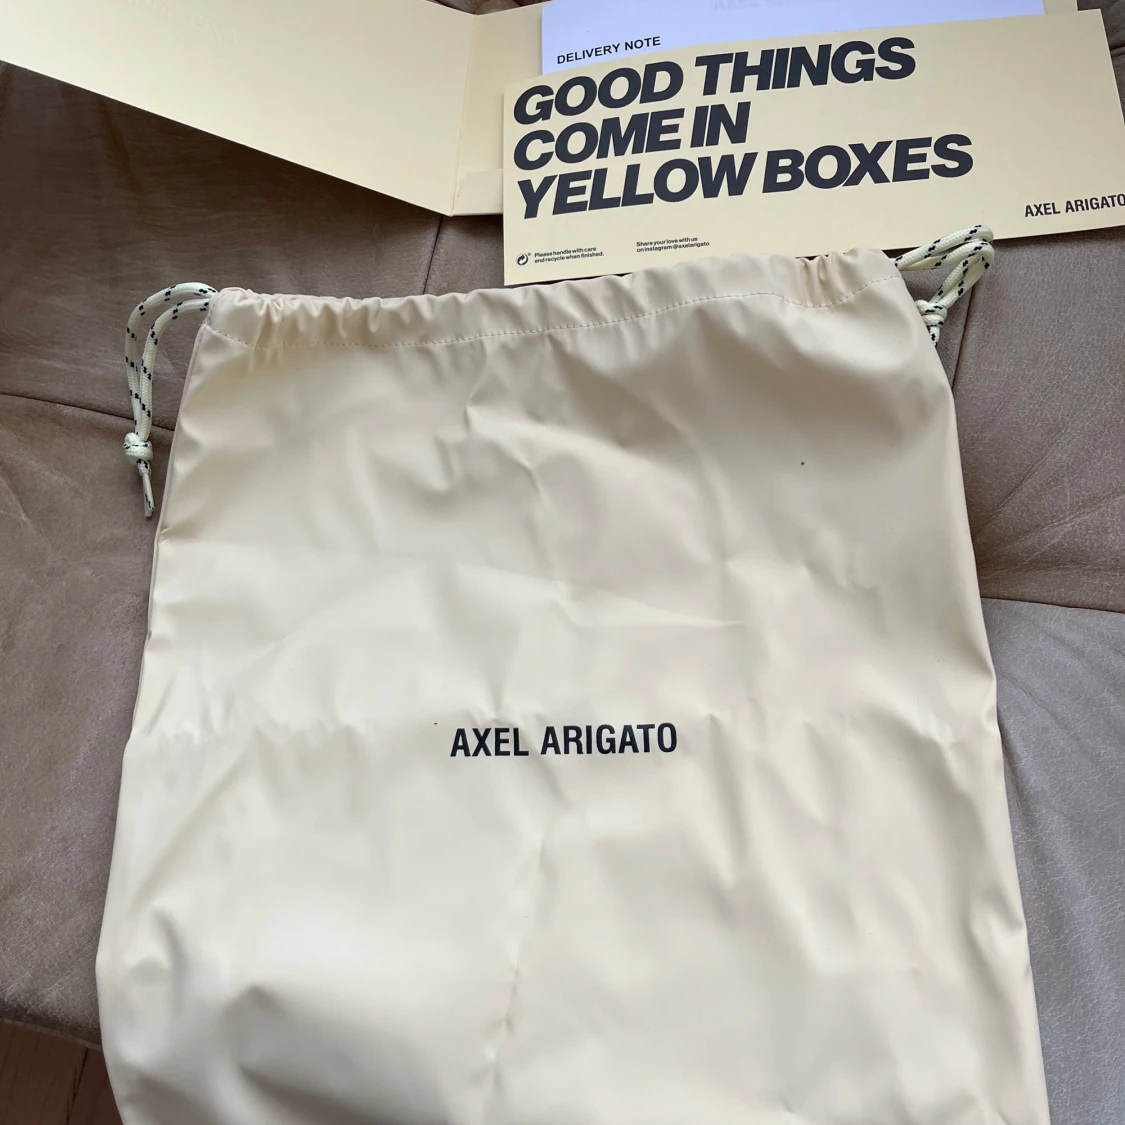 DELIVERY NOTE
GOOD THINGS
COME IN
YELLOW BOXES
AXEL ARIGATO
Please handle with care
and recycle when finished.
Share your love with us
on instagram @axelarigato
AXEL ARIGATO